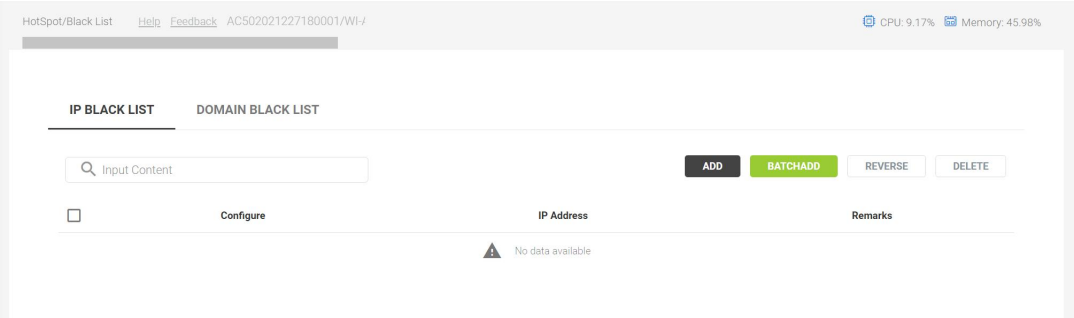 HotSpot/Black List Help Feedback AC502021227180001/WI-/ CPU: 9.17% Memory: 45.98%
IP BLACK LIST DOMAIN BLACK LIST
Input Content ADD BATCHADD REVERSE DELETE
Configure IP Address Remarks
No data available